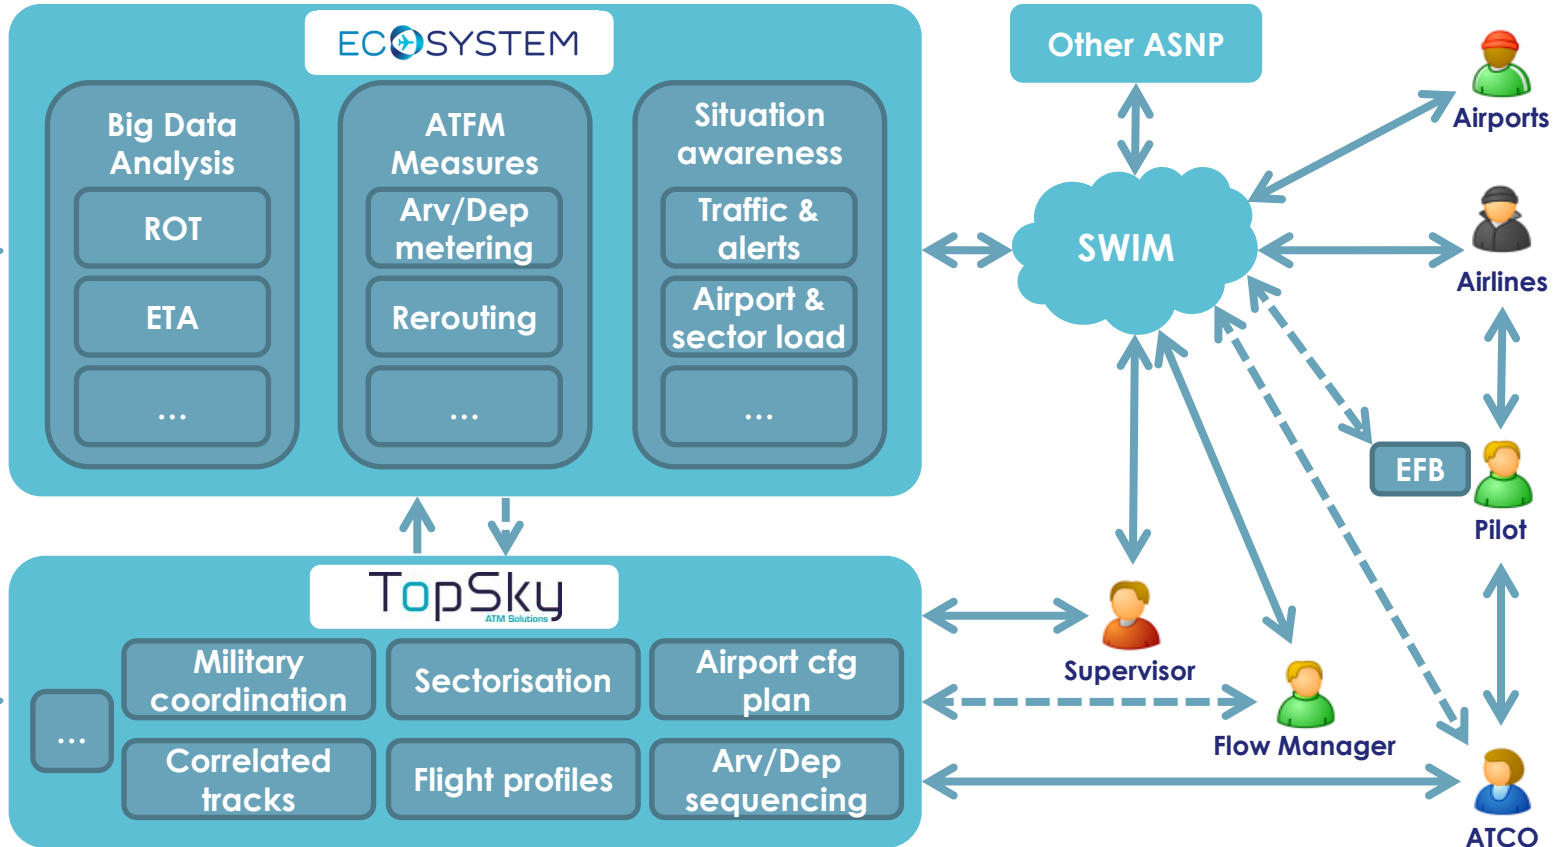 ECOSYSTEM
Big Data
Analysis
ROT
ETA
...
ATFM
Measures
Arv/Dep
metering
Rerouting
...
Situation
awareness
Traffic &
alerts
Airport &
sector load
...
Other ASNP
SWIM
Airports
Airlines
EFB
Pilot
TopSky
ATM Solutions
...
Military
coordination
Sectorisation
Airport cfg
plan
Correlated
tracks
Flight profiles
Arv/Dep
sequencing
Supervisor
Flow Manager
ATCO